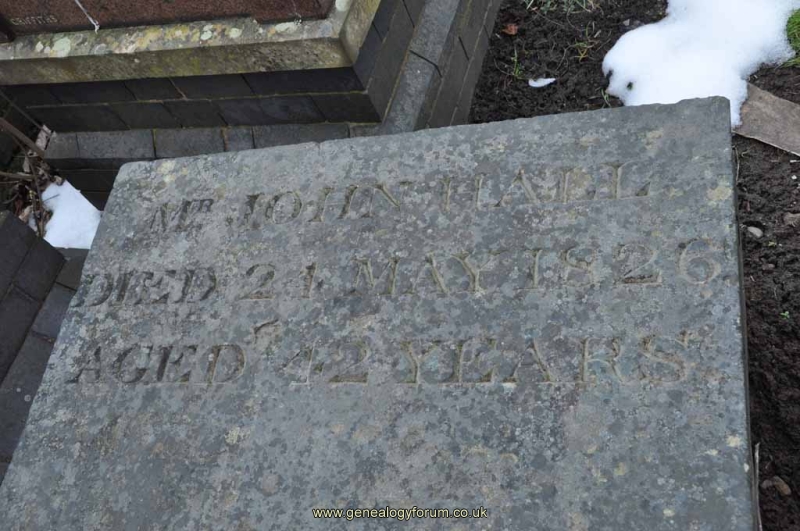 Mr JOHN HALL
DIED 21 MAY 1826
AGED 42 YEARS
www.genealogyforum.co.uk